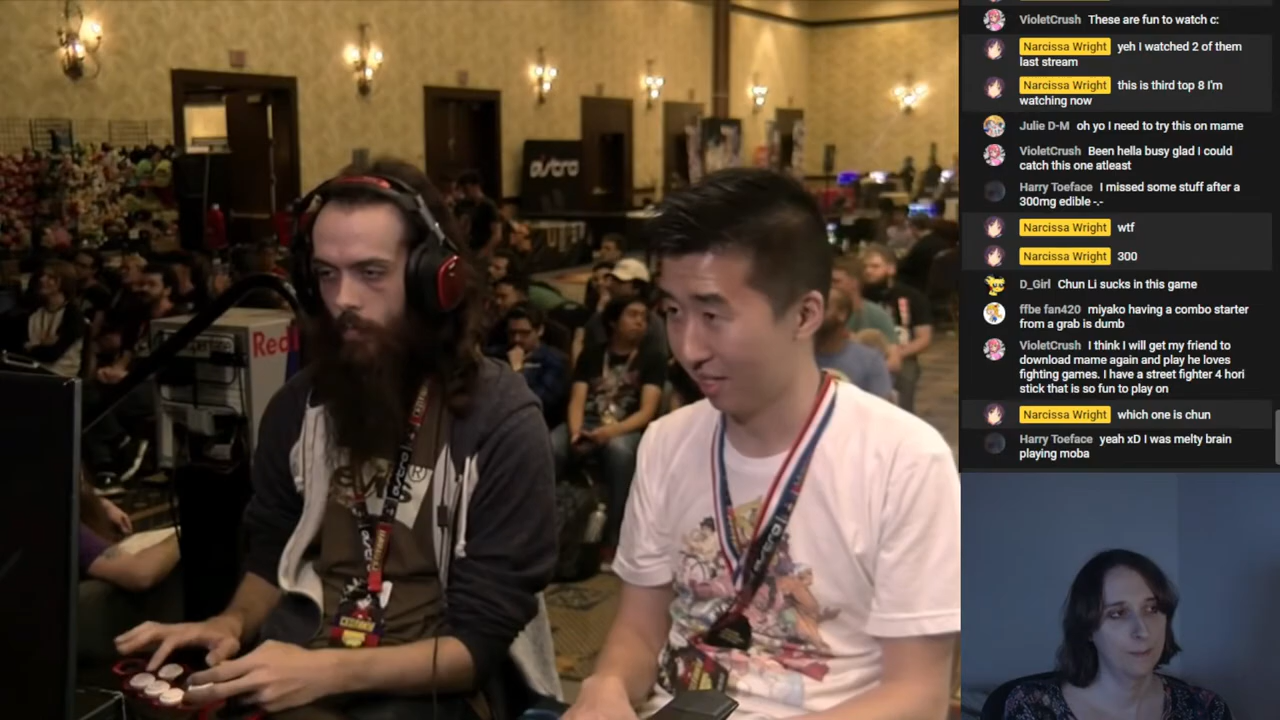 VioletCrush These are fun to watch c:
Narcissa Wright yeh I watched 2 of them
last stream
Narcissa Wright this is third top 8 I'm
watching now
Julie D-M oh yo I need to try this on mame
VioletCrush Been hella busy glad I could
catch this one atleast
Harry Toeface I missed some stuff after a
300mg edible -.-
Narcissa Wright wtf
Narcissa Wright 300
D_Girl Chun Li sucks in this game
ffbe fan420 miyako having a combo starter
from a grab is dumb
VioletCrush I think I will get my friend to
download mame again and play he loves
fighting games. I have a street fighter 4 hori
stick that is so fun to play on
Narcissa Wright which one is chun
Harry Toeface yeah xD I was melty brain
playing moba
astro
Red